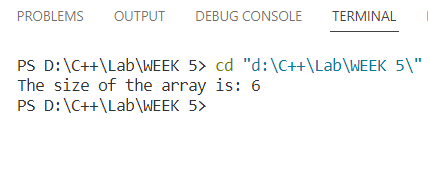 PROBLEMS OUTPUT DEBUG CONSOLE TERMINAL
PS D:\C++\Lab\WEEK 5> cd "d:\C++\Lab\WEEK 5\"
The size of the array is: 6
PS D:\C++\Lab\WEEK 5>